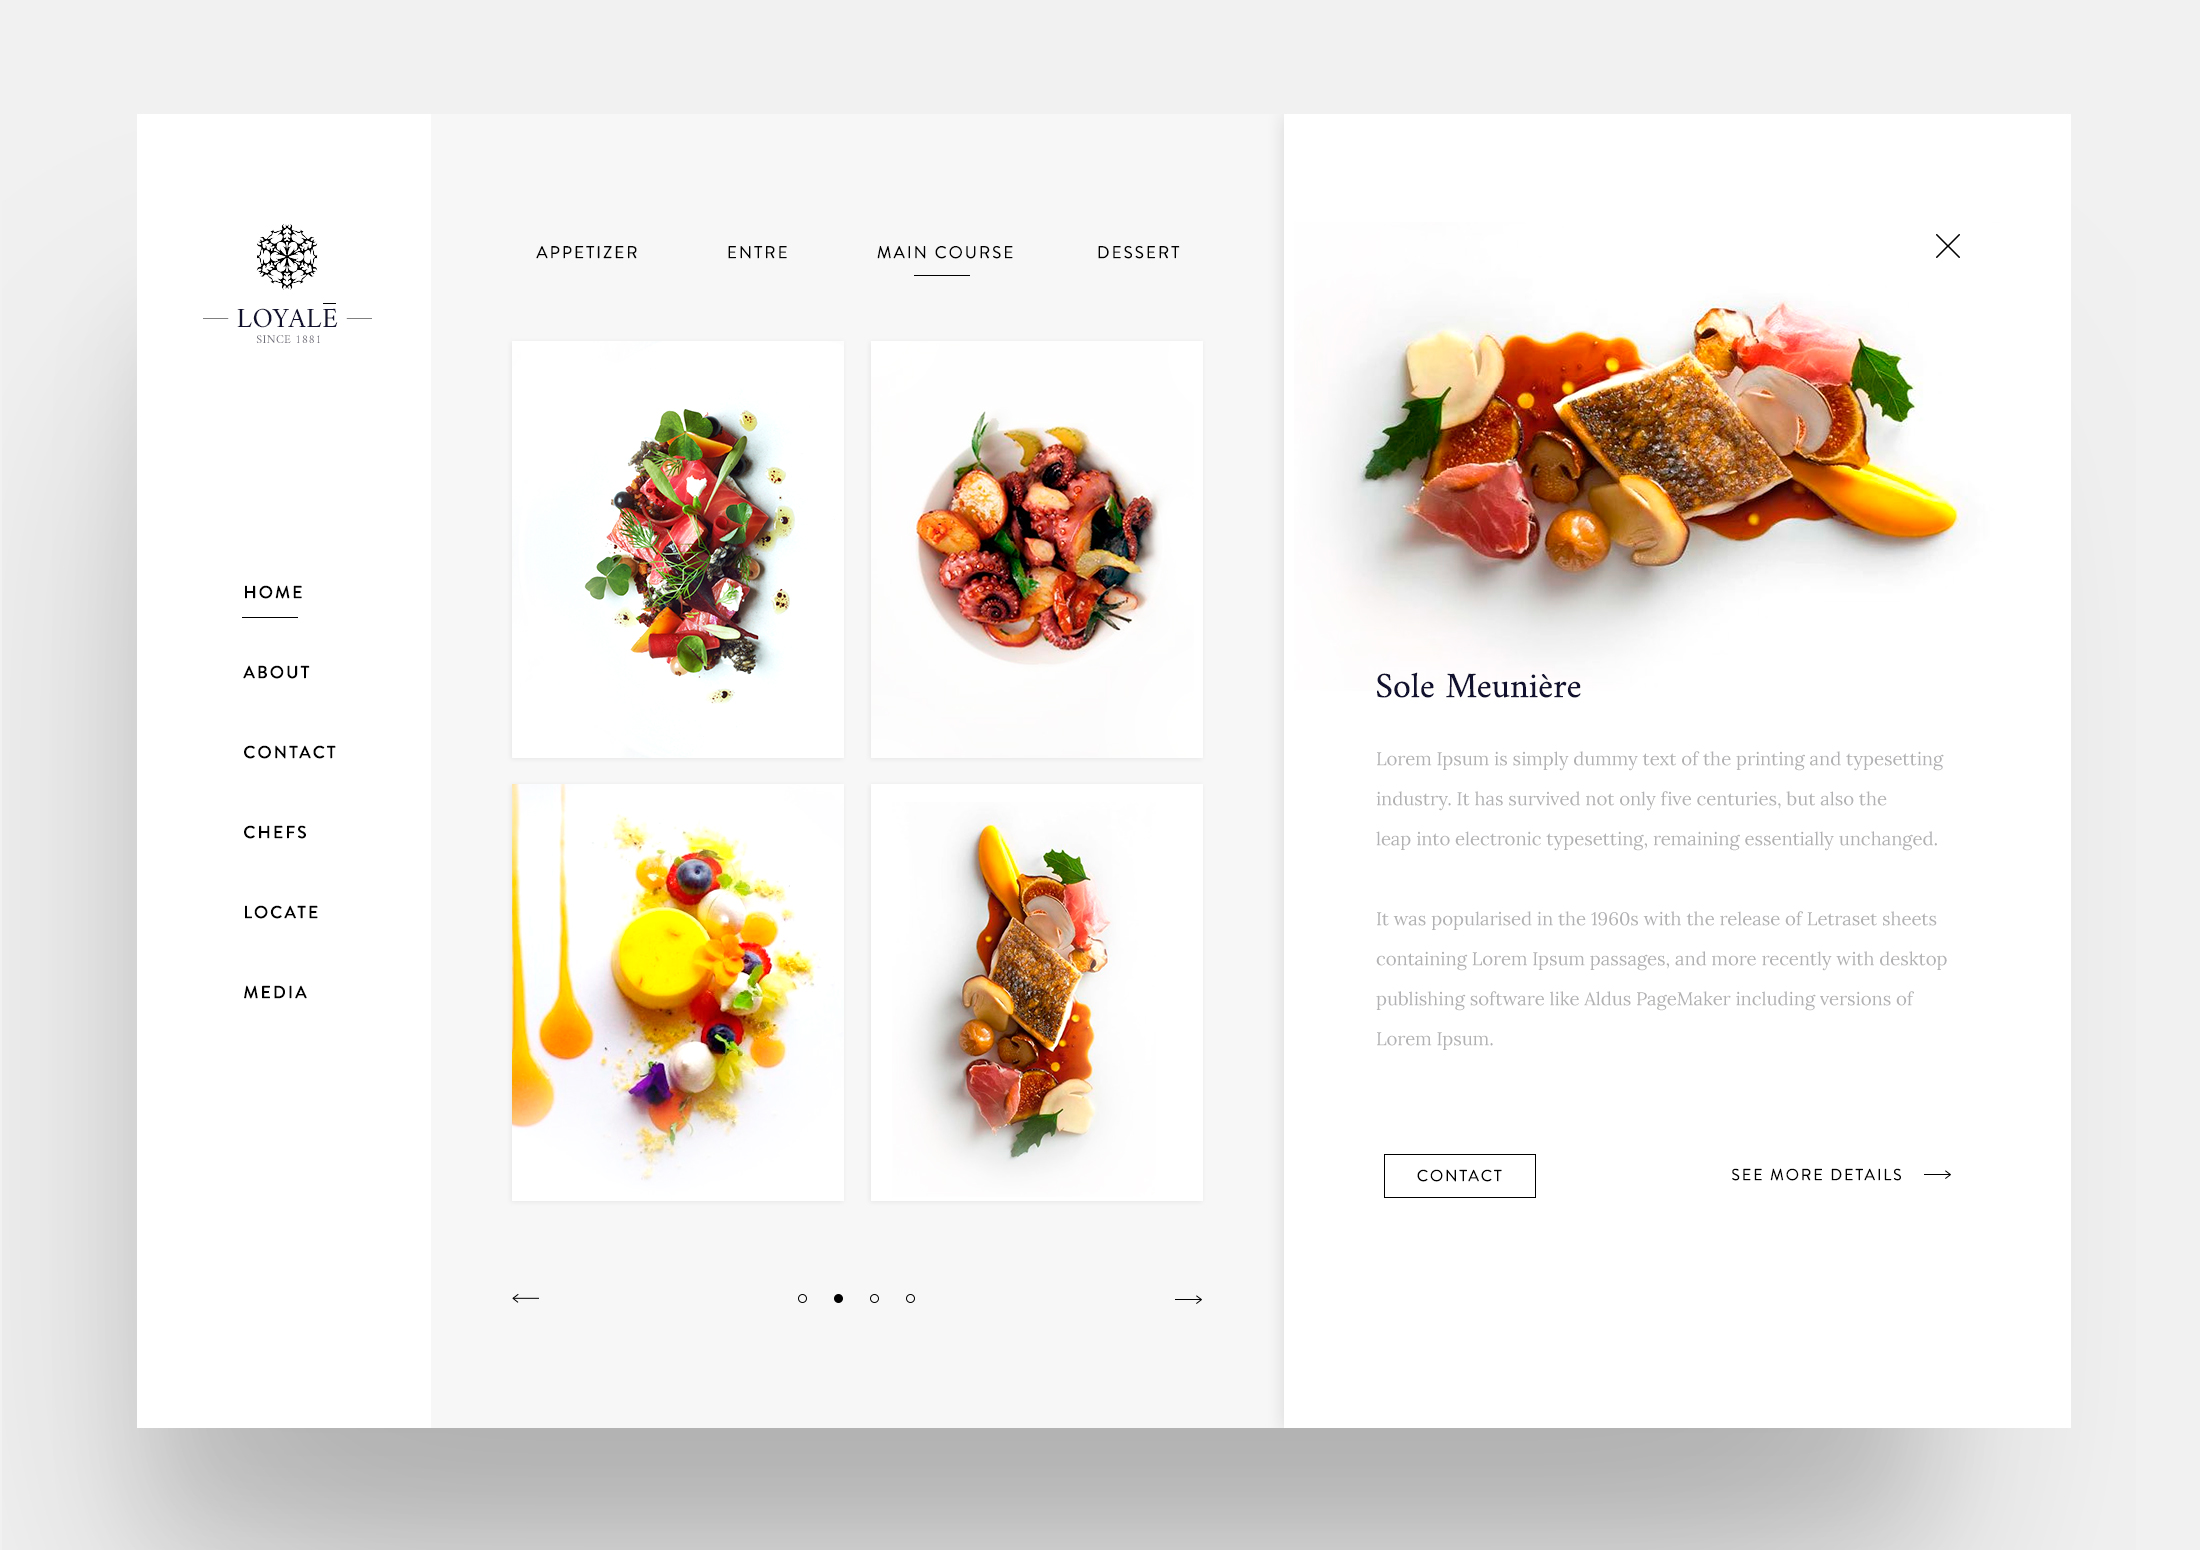 LOYALĒ
SINCE 1881
HOME
ABOUT
CONTACT
CHEFS
LOCATE
MEDIA
APPETIZER
ENTRE
MAIN COURSE
DESSERT
Sole Meunière
Lorem Ipsum is simply dummy text of the printing and typesetting
industry. It has survived not only five centuries, but also the
leap into electronic typesetting, remaining essentially unchanged.
It was popularised in the 1960s with the release of Letraset sheets
containing Lorem Ipsum passages, and more recently with desktop
publishing software like Aldus PageMaker including versions of
Lorem Ipsum.
CONTACT
SEE MORE DETAILS